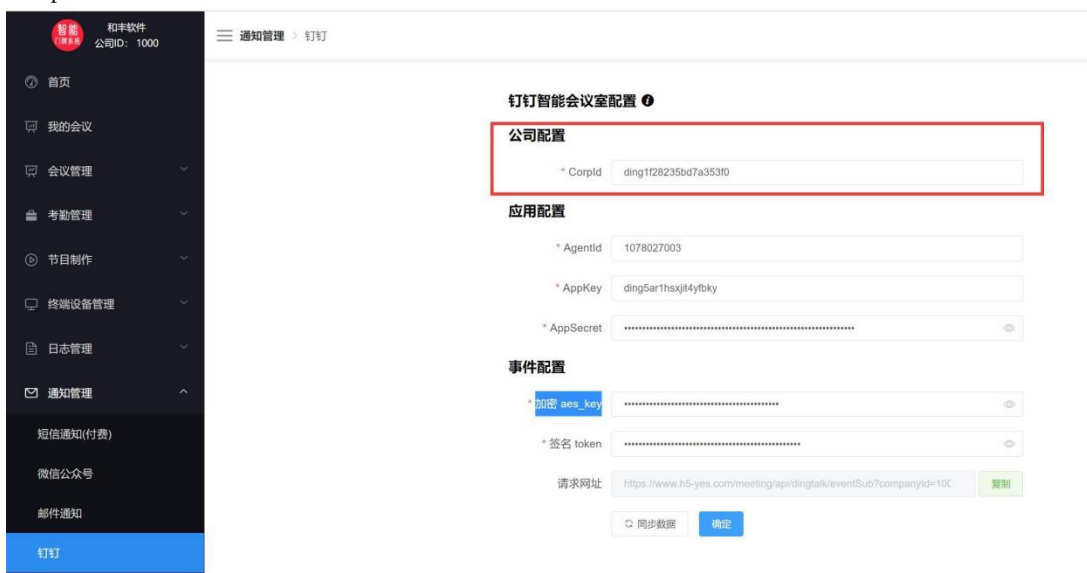 智能
门牌系统
和丰软件
公司ID: 1000
通知管理 > 钉钉
首页
我的会议
会议管理
考勤管理
节目制作
终端设备管理
日志管理
通知管理
短信通知(付费)
微信公众号
邮件通知
钉钉
钉钉智能会议室配置
公司配置
* CorpId ding1f28235bd7a353f0
应用配置
* AgentId 1078027003
* AppKey ding5ar1hsxjit4yfbky
* AppSecret
事件配置
* 加密 aes_key
* 签名 token
请求网址 https://www.h5-yes.com/meeting/api/dingtalk/eventSub?companyId=100 复制
同步数据 确定